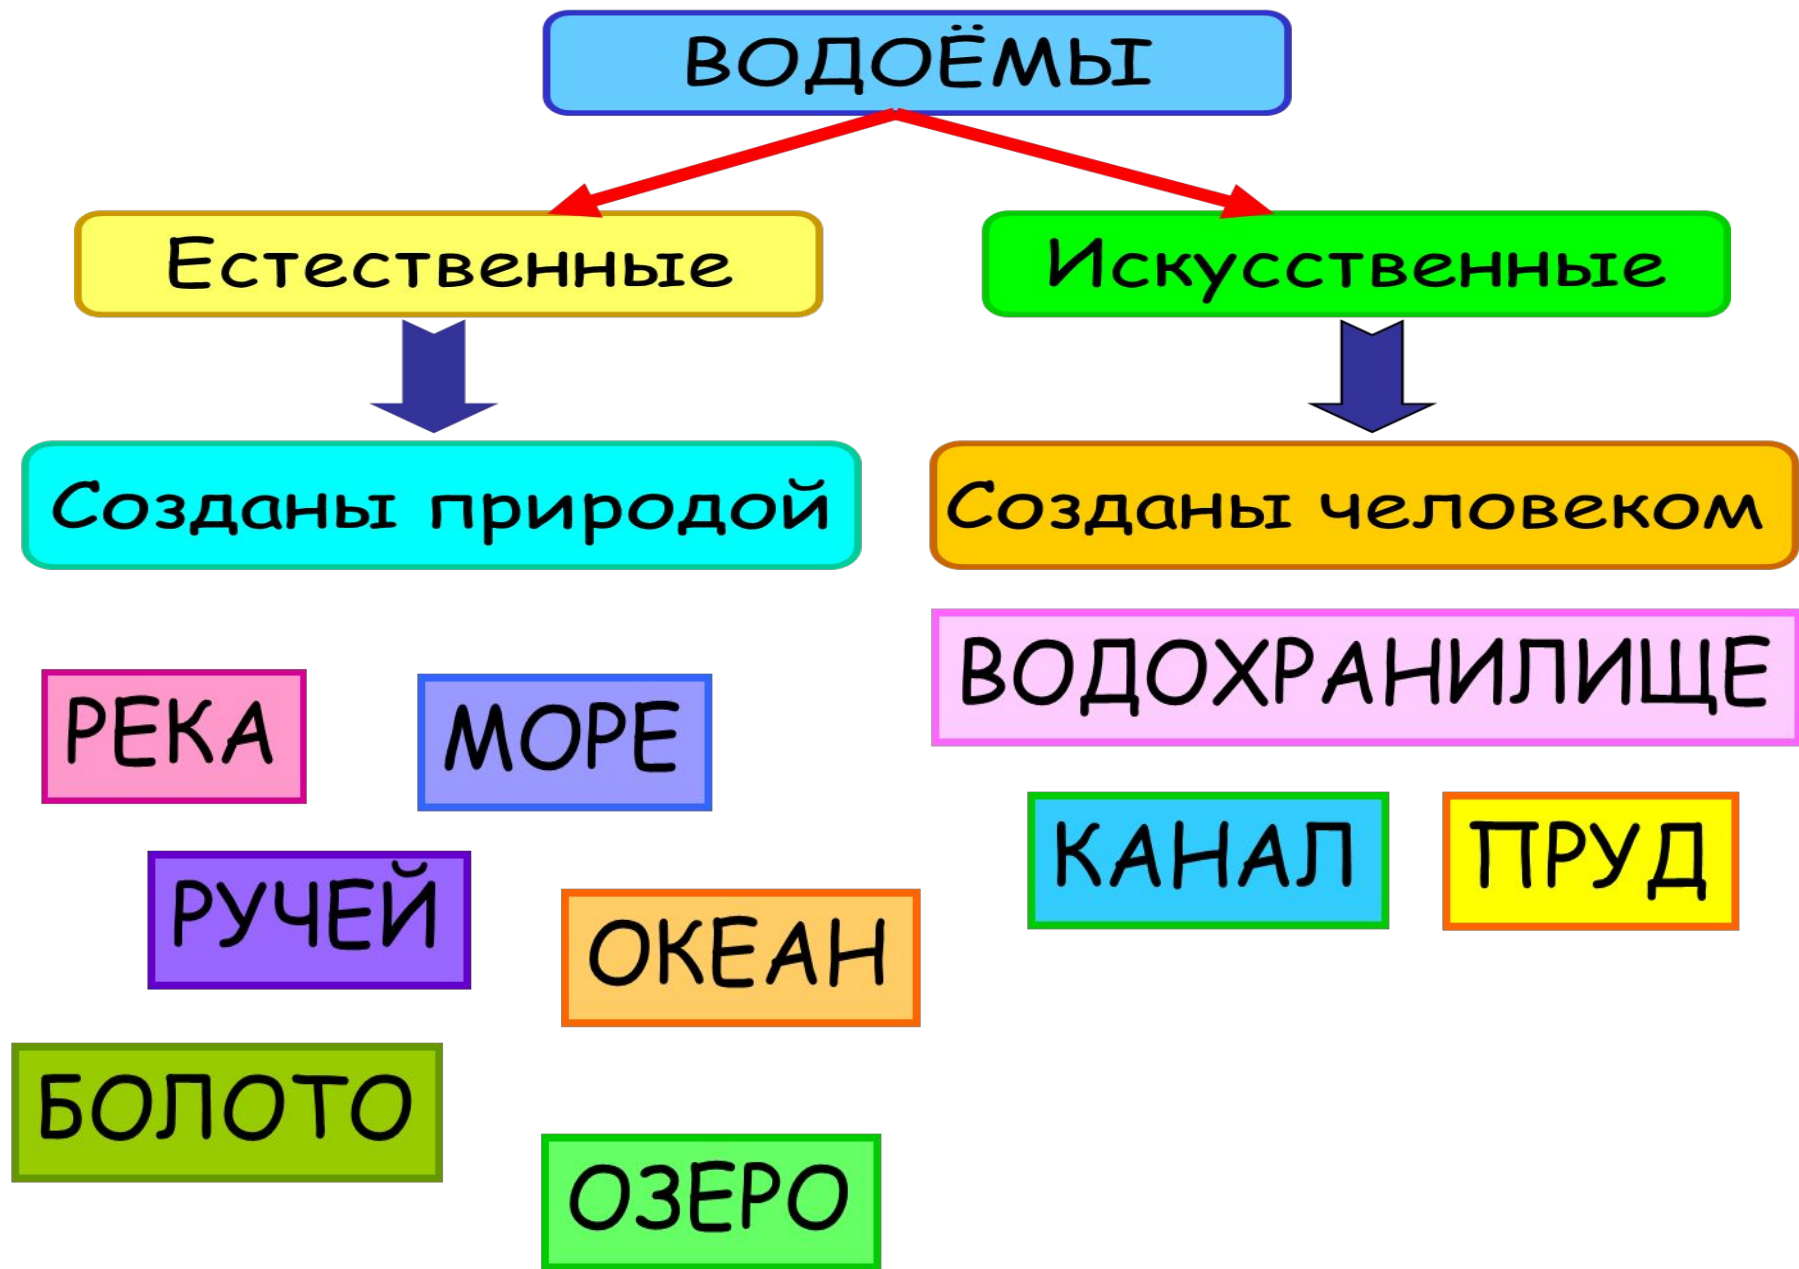 ВОДОЁМЫ
Естественные
Искусственные
Созданы природой
Созданы человеком
РЕКА
МОРЕ
РУЧЕЙ
ОКЕАН
БОЛОТО
ОЗЕРО
ВОДОХРАНИЛИЩЕ
КАНАЛ
ПРУД